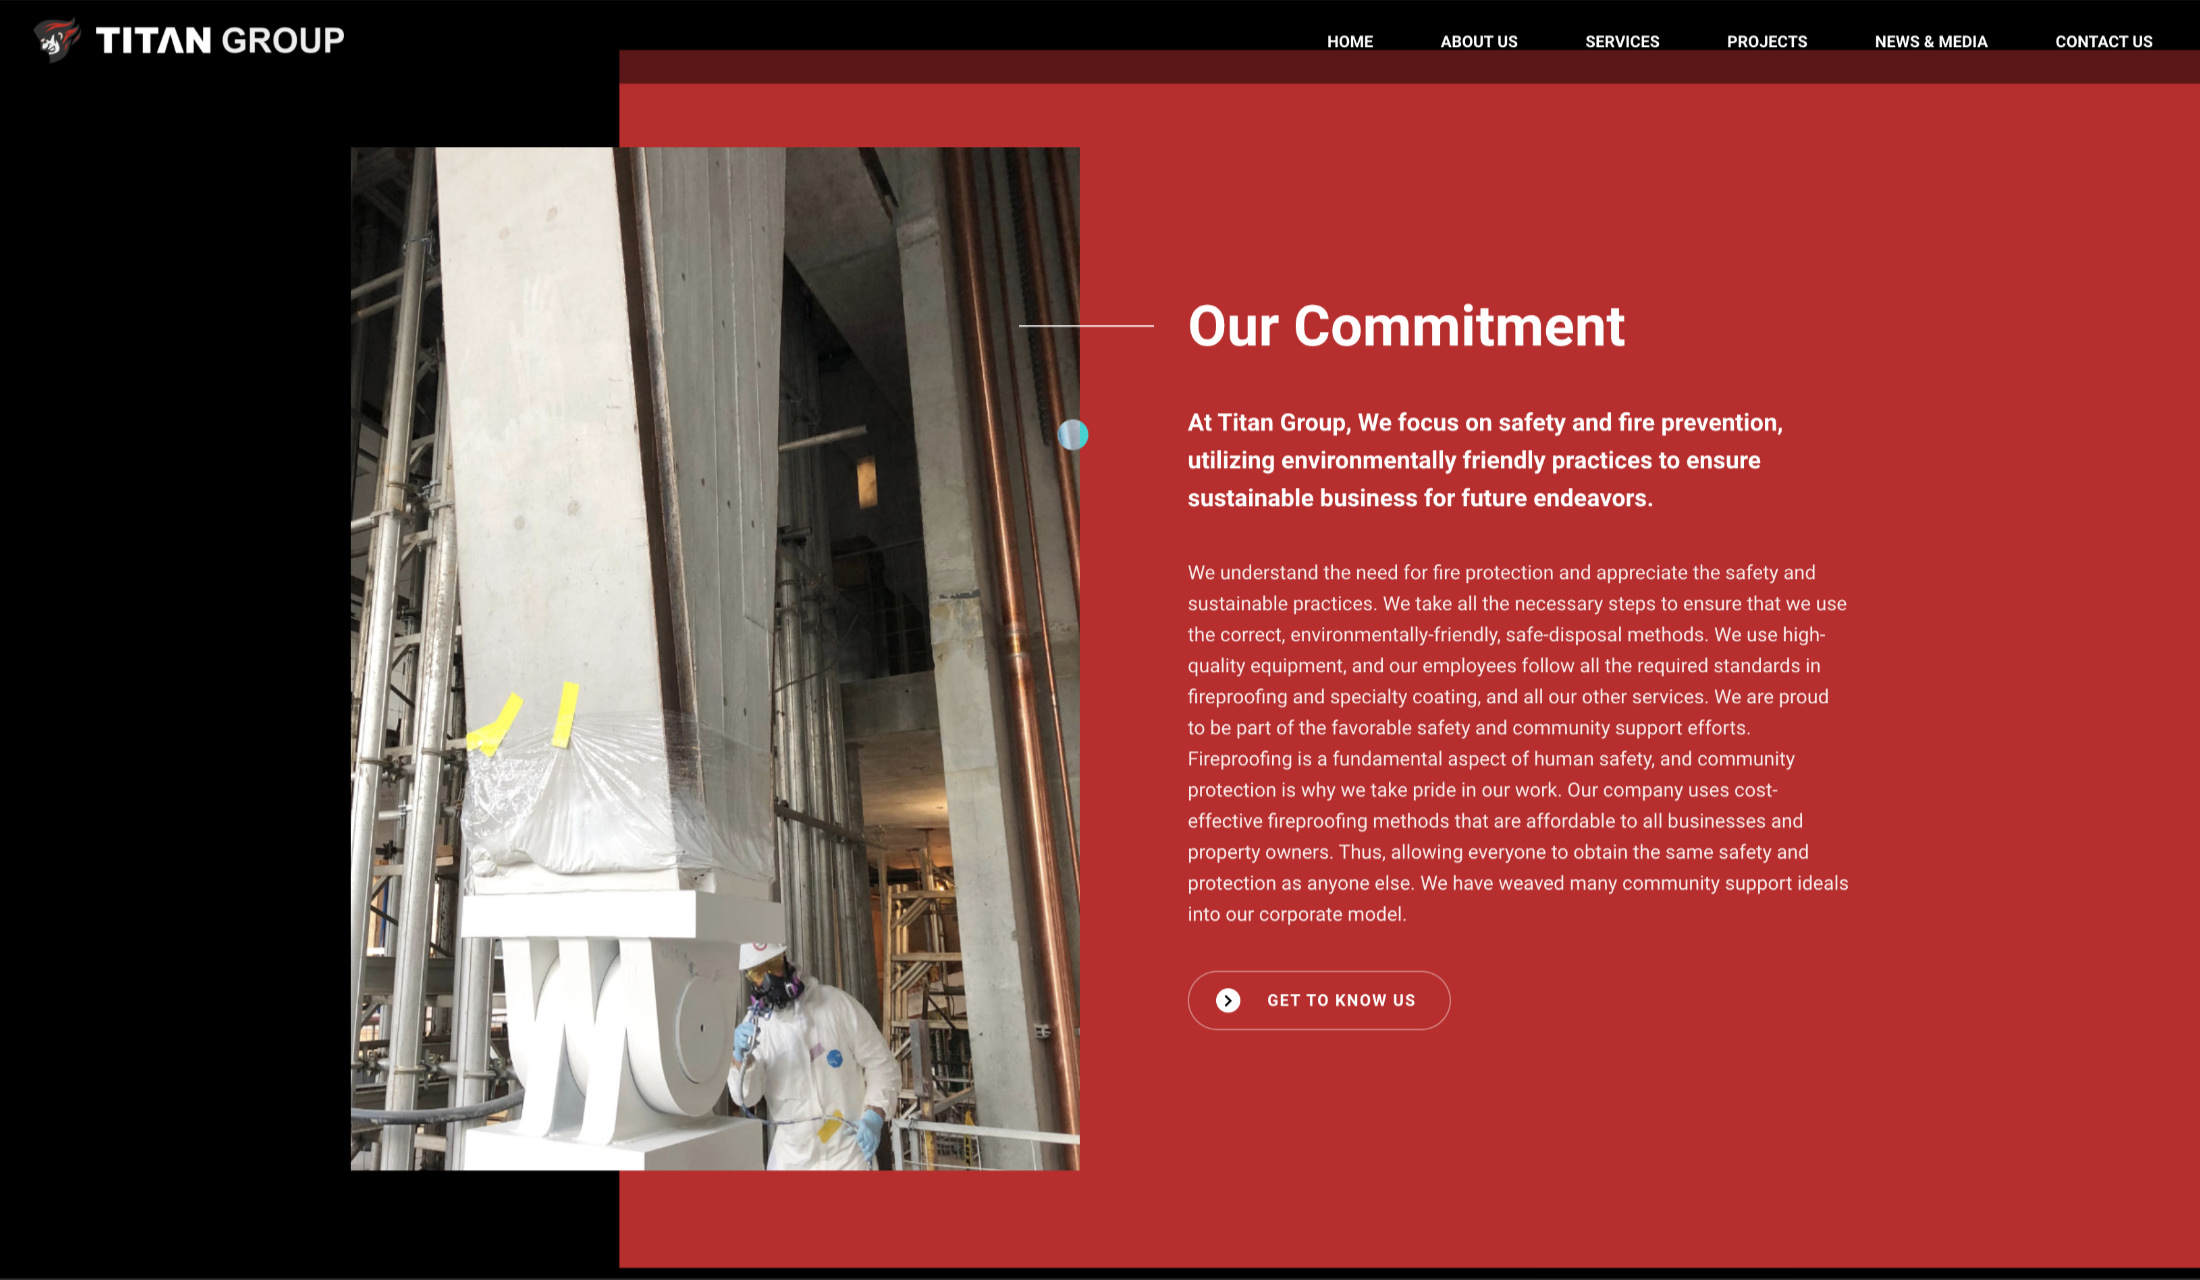 TITAN GROUP
HOME
ABOUT US
SERVICES
PROJECTS
NEWS & MEDIA
CONTACT US
Our Commitment
At Titan Group, We focus on safety and fire prevention,
utilizing environmentally friendly practices to ensure
sustainable business for future endeavors.
We understand the need for fire protection and appreciate the safety and
sustainable practices. We take all the necessary steps to ensure that we use
the correct, environmentally-friendly, safe-disposal methods. We use high-
quality equipment, and our employees follow all the required standards in
fireproofing and specialty coating, and all our other services. We are proud
to be part of the favorable safety and community support efforts.
Fireproofing is a fundamental aspect of human safety, and community
protection is why we take pride in our work. Our company uses cost-
effective fireproofing methods that are affordable to all businesses and
property owners. Thus, allowing everyone to obtain the same safety and
protection as anyone else. We have weaved many community support ideals
into our corporate model.
GET TO KNOW US